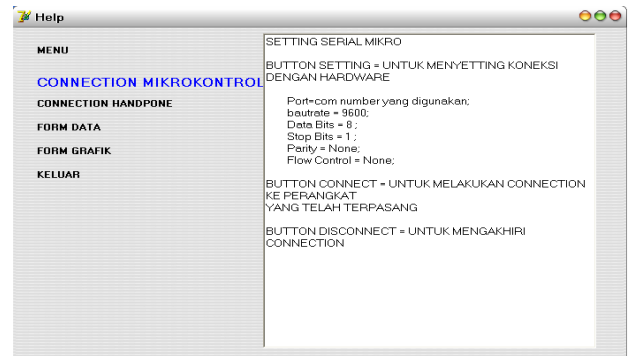 Help
MENU
CONNECTION MIKROKONTROL
CONNECTION HANDPONE
FORM DATA
FORM GRAFIK
KELUAR
SETTING SERIAL MIKRO
BUTTON SETTING = UNTUK MENYETTING KONEKSI
DENGAN HARDWARE
Port=com number yang digunakan;
bautrate = 9600;
Data Bits = 8 ;
Stop Bits = 1 ;
Parity = None;
Flow Control = None;
BUTTON CONNECT = UNTUK MELAKUKAN CONNECTION
KE PERANGKAT
YANG TELAH TERPASANG
BUTTON DISCONNECT = UNTUK MENGAKHIRI
CONNECTION